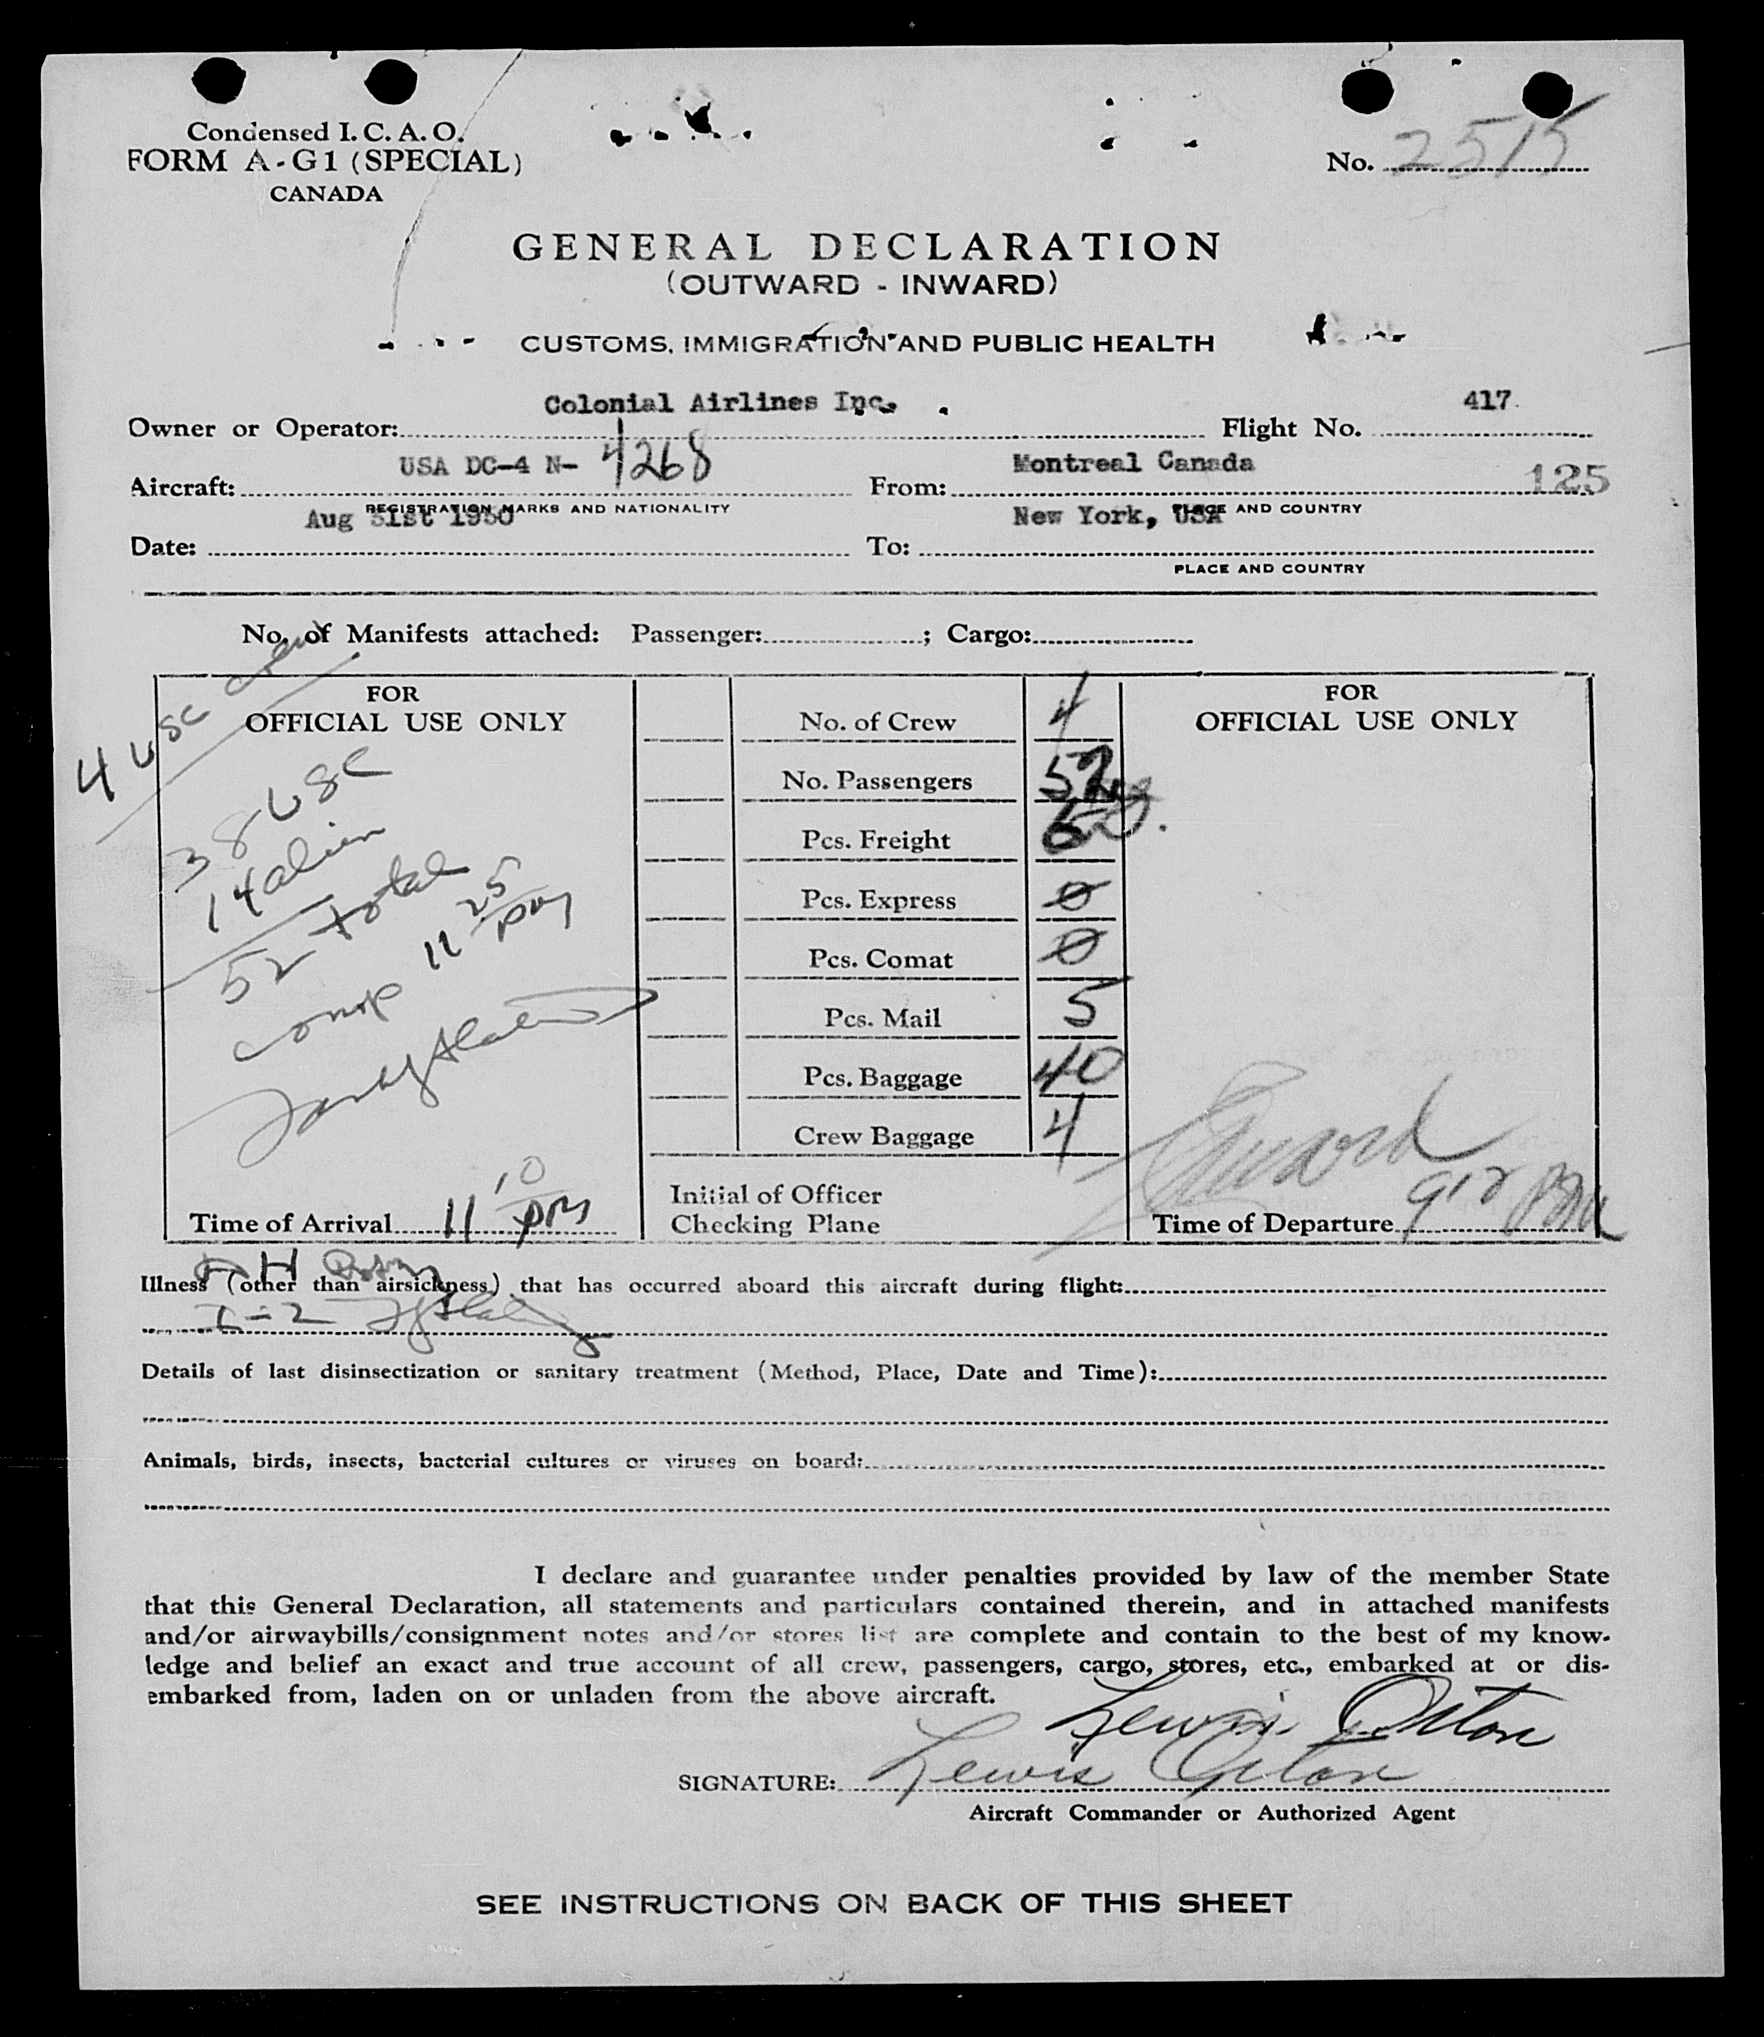 Condensed I. C. A. O.
FORM A-G1 (SPECIAL)
CANADA
No. 2515
GENERAL DECLARATION
(OUTWARD - INWARD)
CUSTOMS, IMMIGRATION AND PUBLIC HEALTH
Owner or Operator: Colonial Airlines Inc. Flight No. 417
Aircraft: USA DC-4 N- 4268 From: Montreal Canada 125
REGISTRATION MARKS AND NATIONALITY PLACE AND COUNTRY
Date: Aug 31st 1950 To: New York, USA
PLACE AND COUNTRY
No. of Manifests attached: Passenger: ; Cargo:
4 usc crew
FOR
OFFICIAL USE ONLY
38 USC
14 alien
52 total
comp 11 25 pm
Time of Arrival 11 10 pm
No. of Crew 4
No. Passengers 52
Pcs. Freight
Pcs. Express 0
Pcs. Comat 0
Pcs. Mail 5
Pcs. Baggage 40
Crew Baggage 4
Initial of Officer
Checking Plane
FOR
OFFICIAL USE ONLY
Time of Departure 912 PM
Illness (other than airsickness) that has occurred aboard this aircraft during flight:
I-2
Details of last disinsectization or sanitary treatment (Method, Place, Date and Time):
Animals, birds, insects, bacterial cultures or viruses on board:
I declare and guarantee under penalties provided by law of the member State
that this General Declaration, all statements and particulars contained therein, and in attached manifests
and/or airwaybills/consignment notes and/or stores list are complete and contain to the best of my know-
ledge and belief an exact and true account of all crew, passengers, cargo, stores, etc., embarked at or dis-
embarked from, laden on or unladen from the above aircraft.
Lewis Orton
SIGNATURE: Lewis Orton
Aircraft Commander or Authorized Agent
SEE INSTRUCTIONS ON BACK OF THIS SHEET